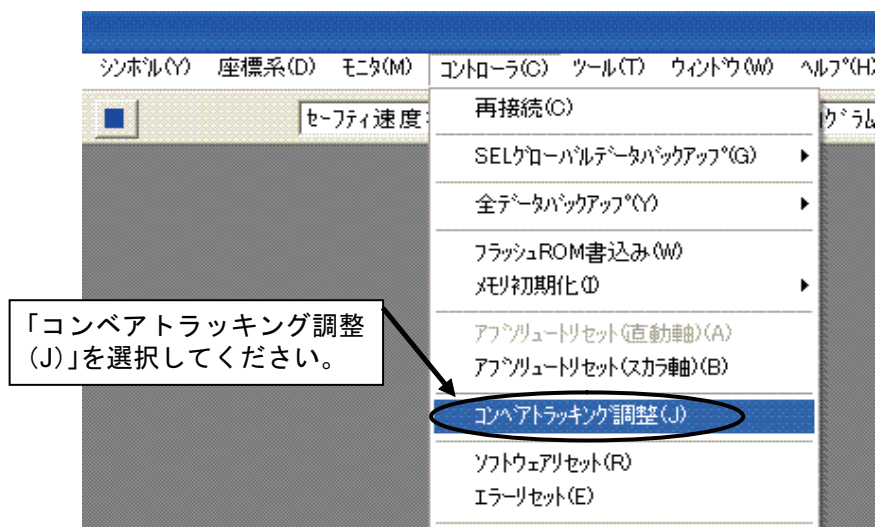 ｼﾝﾎﾞﾙ(Y) 座標系(D) ﾓﾆﾀ(M) ｺﾝﾄﾛｰﾗ(C) ﾂｰﾙ(T) ｳｨﾝﾄﾞｳ(W) ﾍﾙﾌﾟ(H)
ｾｰﾌﾃｨ速度
再接続(C)
SELｸﾞﾛｰﾊﾞﾙﾃﾞｰﾀﾊﾞｯｸｱｯﾌﾟ(G)
全ﾃﾞｰﾀﾊﾞｯｸｱｯﾌﾟ(Y)
ﾌﾗｯｼｭROM書込み(W)
ﾒﾓﾘ初期化(I)
ｱﾌﾞｿﾘｭｰﾄﾘｾｯﾄ(直動軸)(A)
ｱﾌﾞｿﾘｭｰﾄﾘｾｯﾄ(ｽｶﾗ軸)(B)
ｺﾝﾍﾞｱﾄﾗｯｷﾝｸﾞ調整(J)
ｿﾌﾄｳｪｱﾘｾｯﾄ(R)
ｴﾗｰﾘｾｯﾄ(E)
「コンベアトラッキング調整
(J)」を選択してください。